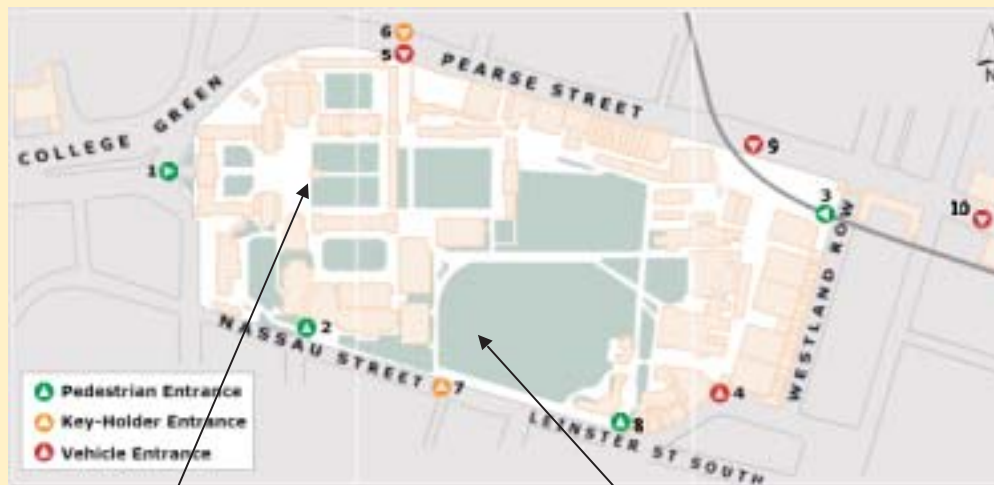 6
5
PEARSE STREET
N
COLLEGE GREEN
1
9
3
10
WESTLAND ROW
2
NASSAU STREET
7
4
8
LEINSTER ST SOUTH
Pedestrian Entrance
Key-Holder Entrance
Vehicle Entrance